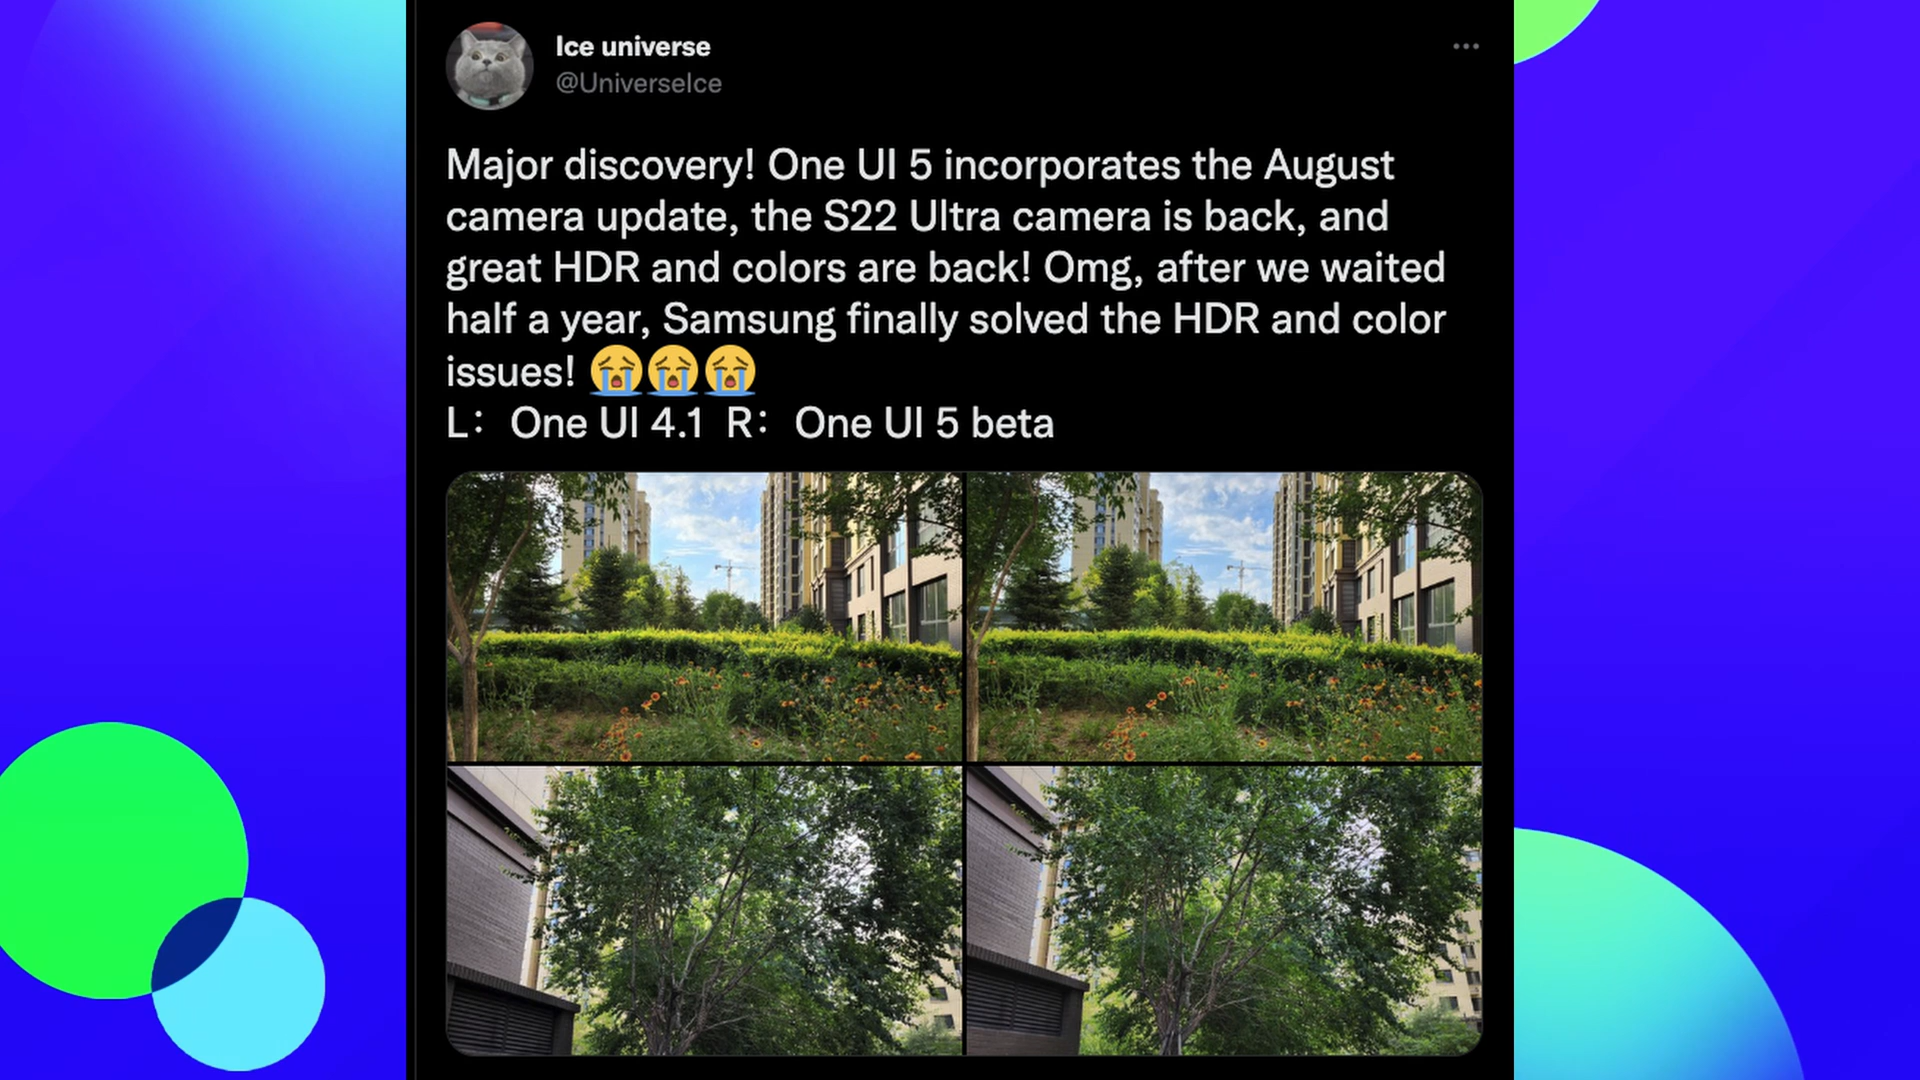 Ice universe
@UniverseIce
Major discovery! One UI 5 incorporates the August
camera update, the S22 Ultra camera is back, and
great HDR and colors are back! Omg, after we waited
half a year, Samsung finally solved the HDR and color
issues! 😭😭😭
L： One UI 4.1 R： One UI 5 beta